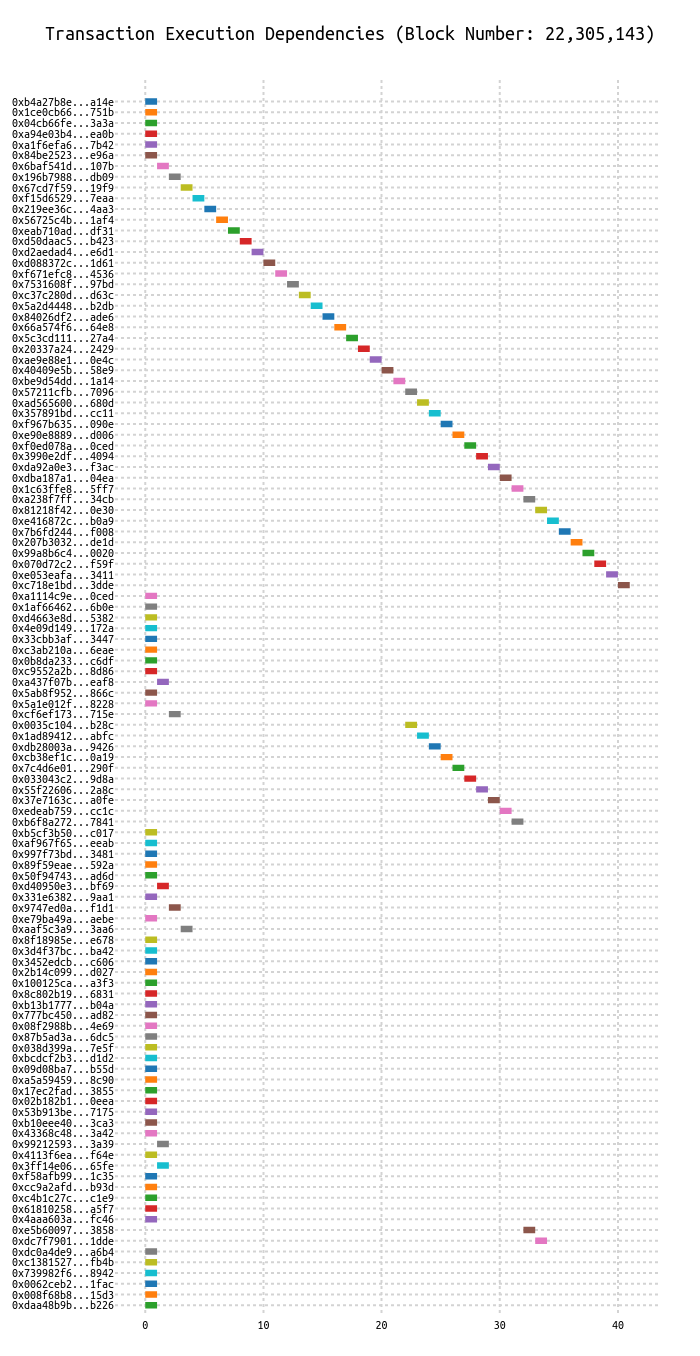 Transaction Execution Dependencies (Block Number: 22,305,143)
0xb4a27b8e...a14e
0x1ce0cb66...751b
0x04cb66fe...3a3a
0xa94e03b4...ea0b
0xa1f6efa6...7b42
0x84be2523...e96a
0x6baf541d...107b
0x196b7988...db09
0x67cd7f59...19f9
0xf15d6529...7eaa
0x219ee36c...4aa3
0x56725c4b...1af4
0xeab710ad...df31
0xd50daac5...b423
0xd2aedad4...e6d1
0xd088372c...1d61
0xf671efc8...4536
0x7531608f...97bd
0xc37c280d...d63c
0x5a2d4448...b2db
0x84026df2...ade6
0x66a574f6...64e8
0x5c3cd111...27a4
0x20337a24...2429
0xae9e88e1...0e4c
0x40409e5b...58e9
0xbe9d54dd...1a14
0x57211cfb...7096
0xad565600...680d
0x357891bd...cc11
0xf967b635...090e
0xe90e8889...d006
0xf0ed078a...0ced
0x3990e2df...4094
0xda92a0e3...f3ac
0xdba187a1...04ea
0x1c63ffe8...5ff7
0xa238f7ff...34cb
0x81218f42...0e30
0xe416872c...b0a9
0x7b6fd244...f008
0x207b3032...de1d
0x99a8b6c4...0020
0x070d72c2...f59f
0xe053eafa...3411
0xc718e1bd...3dde
0xa1114c9e...0ced
0x1af66462...6b0e
0xd4663e8d...5382
0x4e09d149...172a
0x33cbb3af...3447
0xc3ab210a...6eae
0x0b8da233...c6df
0xc9552a2b...8d86
0xa437f07b...eaf8
0x5ab8f952...866c
0x5a1e012f...8228
0xcf6ef173...715e
0x0035c104...b28c
0x1ad89412...abfc
0xdb28003a...9426
0xcb38ef1c...0a19
0x7c4d6e01...290f
0x033043c2...9d8a
0x55f22606...2a8c
0x37e7163c...a0fe
0xedeab759...cc1c
0xb6f8a272...7841
0xb5cf3b50...c017
0xaf967f65...eeab
0x997f73bd...3481
0x89f59eae...592a
0x50f94743...ad6d
0xd40950e3...bf69
0x331e6382...9aa1
0x9747ed0a...f1d1
0xe79ba49a...aebe
0xaaf5c3a9...3aa6
0x8f18985e...e678
0x3d4f37bc...ba42
0x3452edcb...c606
0x2b14c099...d027
0x100125ca...a3f3
0x8c802b19...6831
0xb13b1777...b04a
0x777bc450...ad82
0x08f2988b...4e69
0x87b5ad3a...6dc5
0x038d399a...7e5f
0xbcdcf2b3...d1d2
0x09d08ba7...b55d
0xa5a59459...8c90
0x17ec2fad...3855
0x02b182b1...0eea
0x53b913be...7175
0xb10eee40...3ca3
0x43368c48...3a42
0x99212593...3a39
0x4113f6ea...f64e
0x3ff14e06...65fe
0xf58afb99...1c35
0xcc9a2afd...b93d
0xc4b1c27c...c1e9
0x61810258...a5f7
0x4aaa603a...fc46
0xe5b60097...3858
0xdc7f7901...1dde
0xdc0a4de9...a6b4
0xc1381527...fb4b
0x739982f6...8942
0x0062ceb2...1fac
0x008f68b8...15d3
0xdaa48b9b...b226
0 10 20 30 40